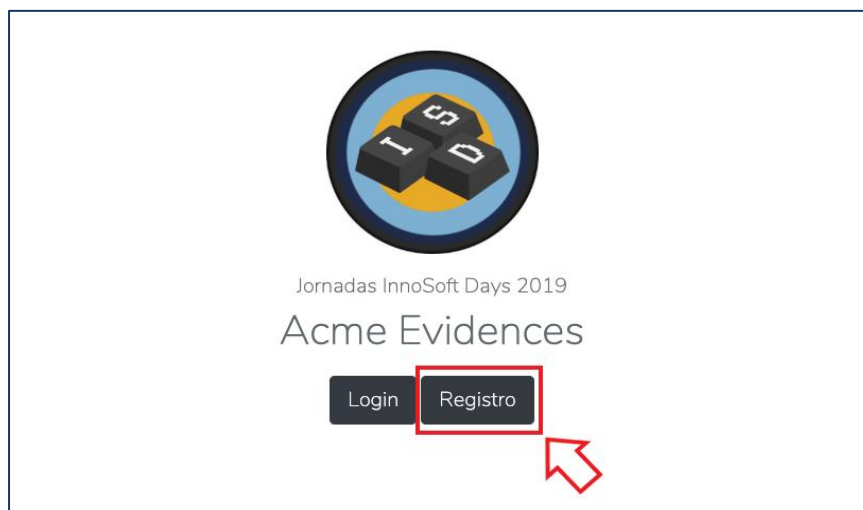 I
S
D
Jornadas InnoSoft Days 2019
Acme Evidences
Login Registro